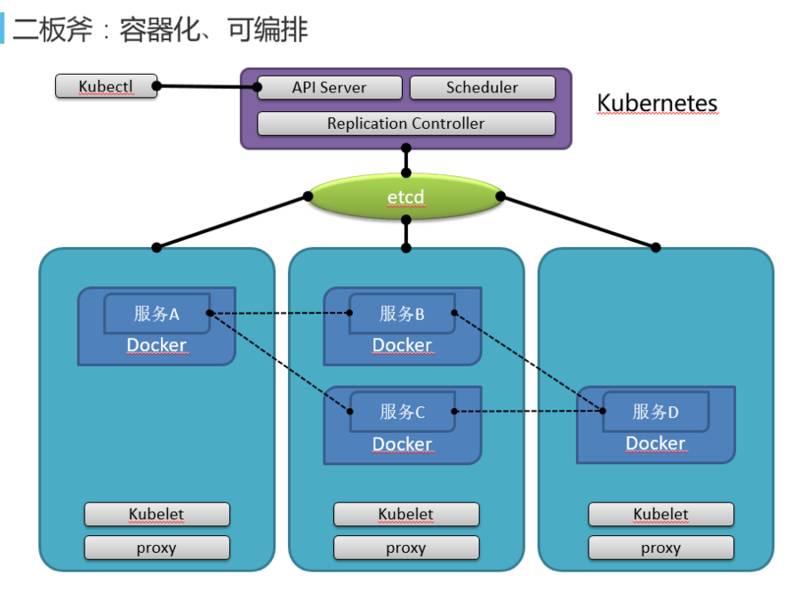 二板斧：容器化、可编排
Kubectl
API Server
Scheduler
Replication Controller
Kubernetes
etcd
服务A
Docker
服务B
Docker
服务C
Docker
服务D
Docker
Kubelet
proxy
Kubelet
proxy
Kubelet
proxy